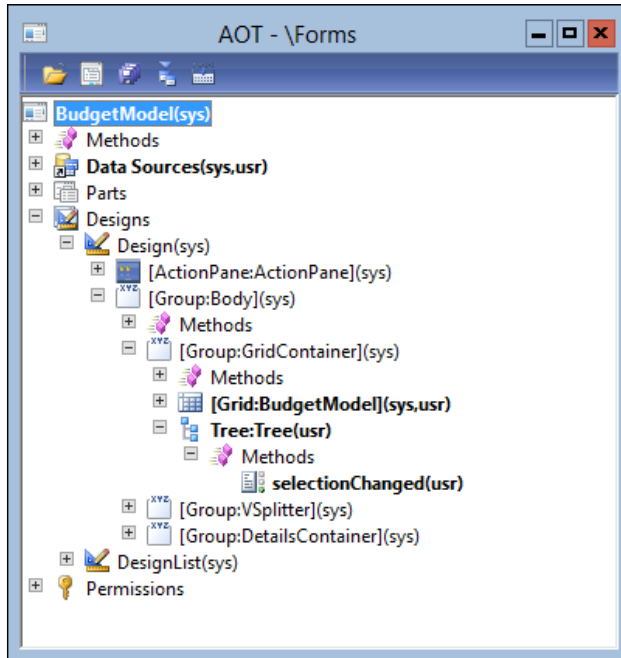 AOT - \Forms
BudgetModel(sys)
Methods
Data Sources(sys,usr)
Parts
Designs
Design(sys)
[ActionPane:ActionPane](sys)
[Group:Body](sys)
Methods
[Group:GridContainer](sys)
Methods
[Grid:BudgetModel](sys,usr)
Tree:Tree(usr)
Methods
selectionChanged(usr)
[Group:VSplitter](sys)
[Group:DetailsContainer](sys)
DesignList(sys)
Permissions